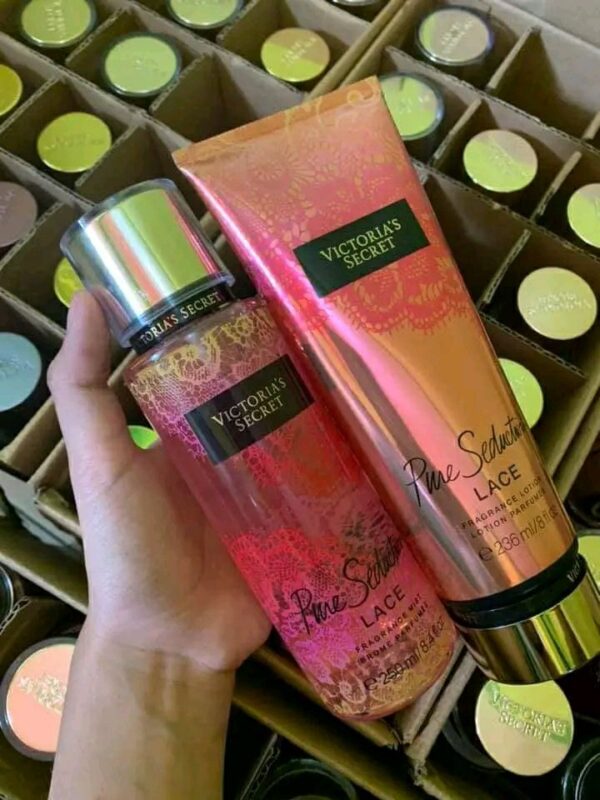 VICTORIA'S
SECRET
Pure Seduction
LACE
FRAGRANCE LOTION
LOTION PARFUMÉE
e 236 ml/8 fl oz
TORIA'S SECRET
VICTORIA'S
SECRET
Pure Seduction
LACE
FRAGRANCE MIST
BRUME PARFUMÉE
e 250 ml/8.4 fl oz
VICTORIA'S
SECRET